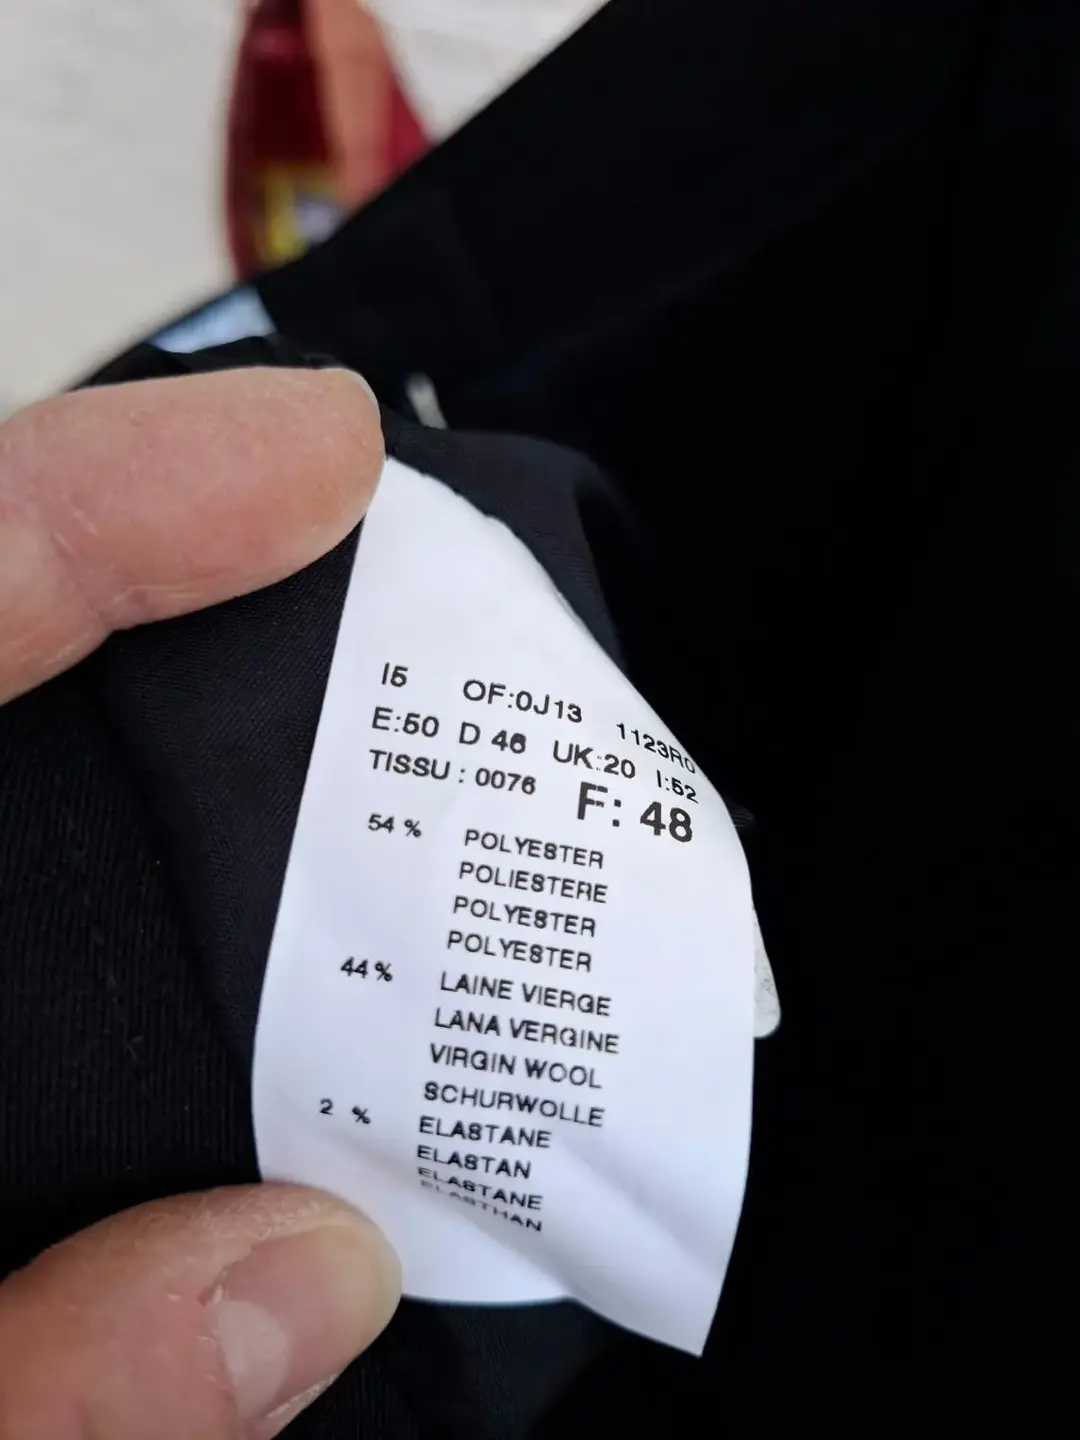 I5 OF:0J13 1123R0
E:50 D 46 UK:20 I:52
TISSU : 0076 F: 48
54 % POLYESTER
POLIESTERE
POLYESTER
POLYESTER
44 % LAINE VIERGE
LANA VERGINE
VIRGIN WOOL
SCHURWOLLE
2 % ELASTANE
ELASTAN
ELASTANE
ELASTHAN